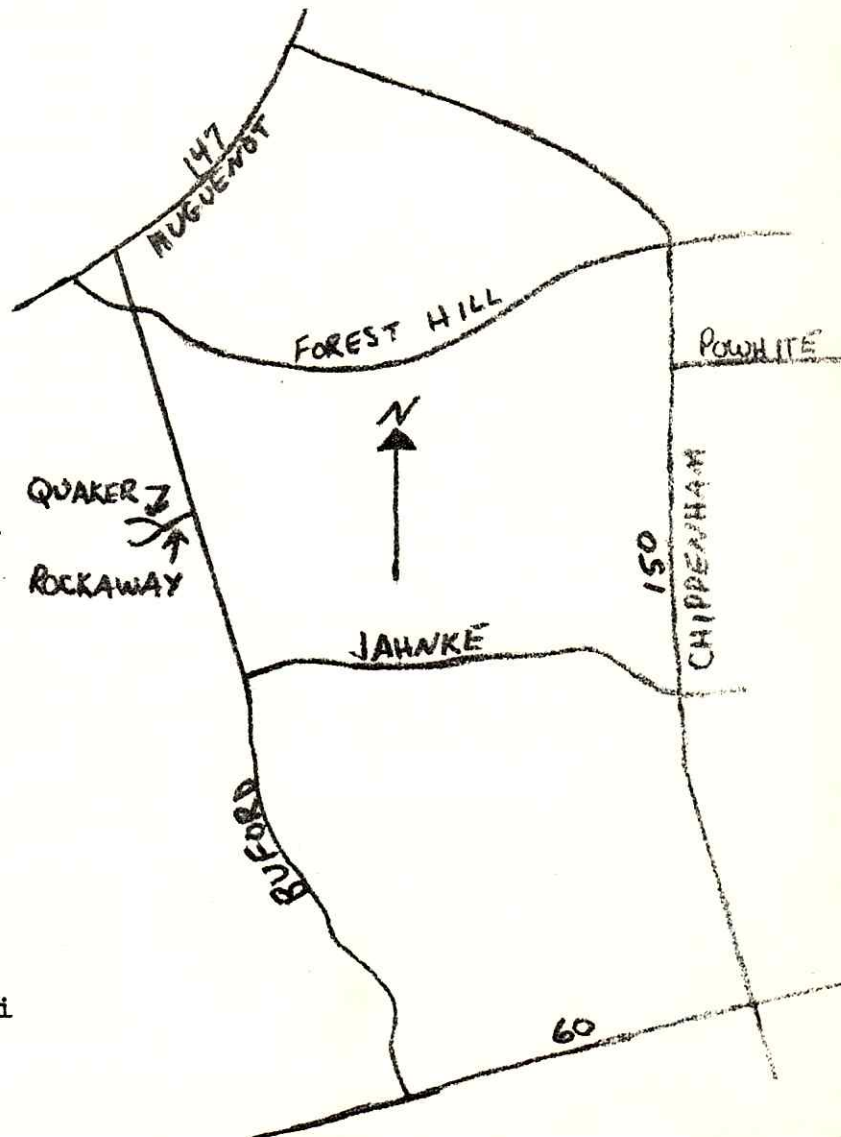 147
HUGUENOT
FOREST HILL
POWHITE
N
QUAKER
ROCKAWAY
150
CHIPPENHAM
JAHNKE
BUFORD
i
60